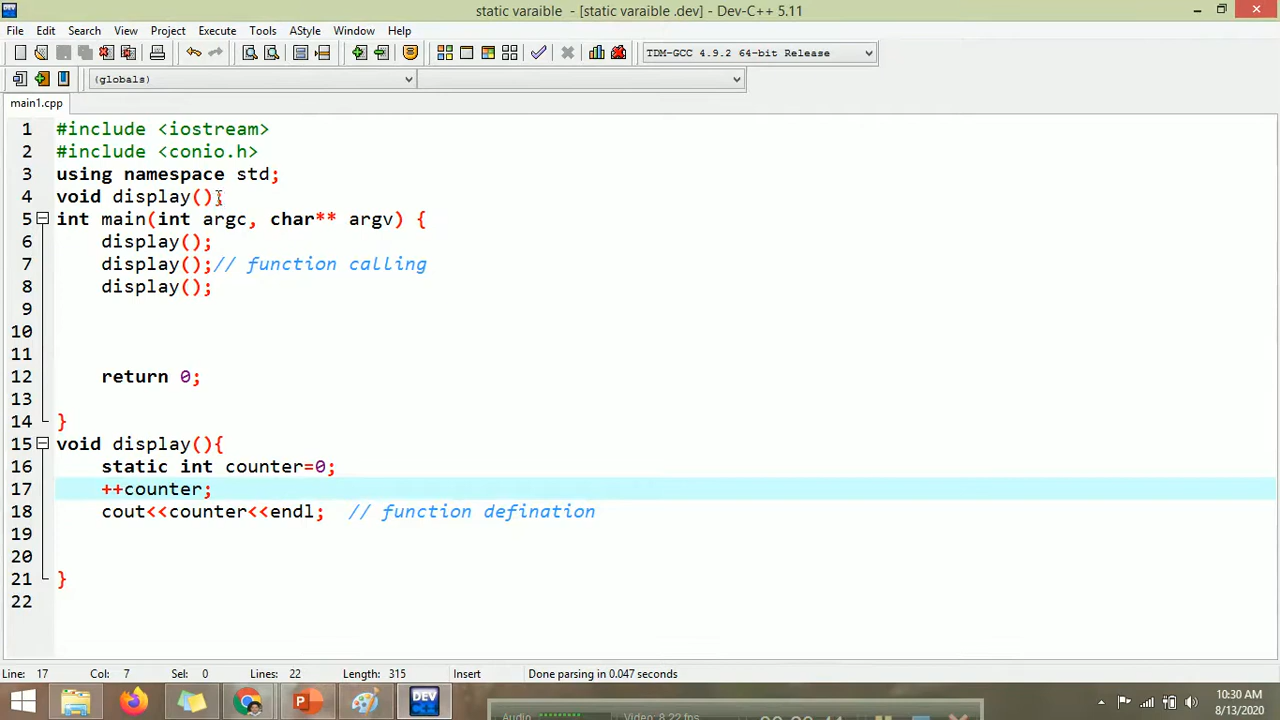 static varaible - [static varaible .dev] - Dev-C++ 5.11
File Edit Search View Project Execute Tools AStyle Window Help
TDM-GCC 4.9.2 64-bit Release
(globals)
main1.cpp
1 #include <iostream>
2 #include <conio.h>
3 using namespace std;
4 void display();
5 int main(int argc, char** argv) {
6 display();
7 display();// function calling
8 display();
9
10
11
12 return 0;
13
14 }
15 void display(){
16 static int counter=0;
17 ++counter;
18 cout<<counter<<endl; // function defination
19
20
21 }
22
Line: 17 Col: 7 Sel: 0 Lines: 22 Length: 315 Insert Done parsing in 0.047 seconds
DEV
10:30 AM
8/13/2020